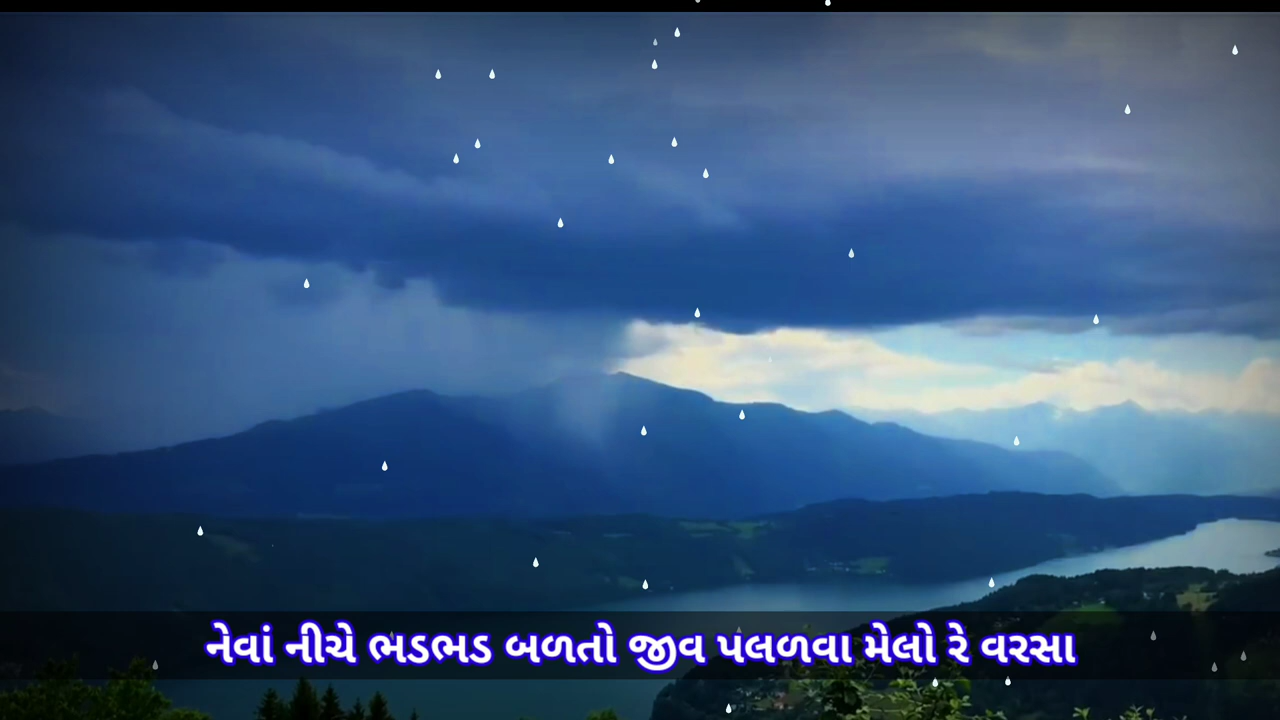 નેવાં નીચે ભડભડ બળતો જીવ પલળવા મેલો રે વરસા